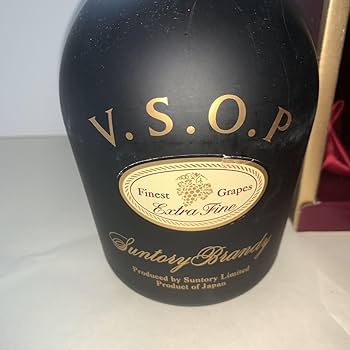 V.S.O.P
Finest Grapes
Extra Fine
Suntory Brandy
Produced by Suntory Limited
Product of Japan